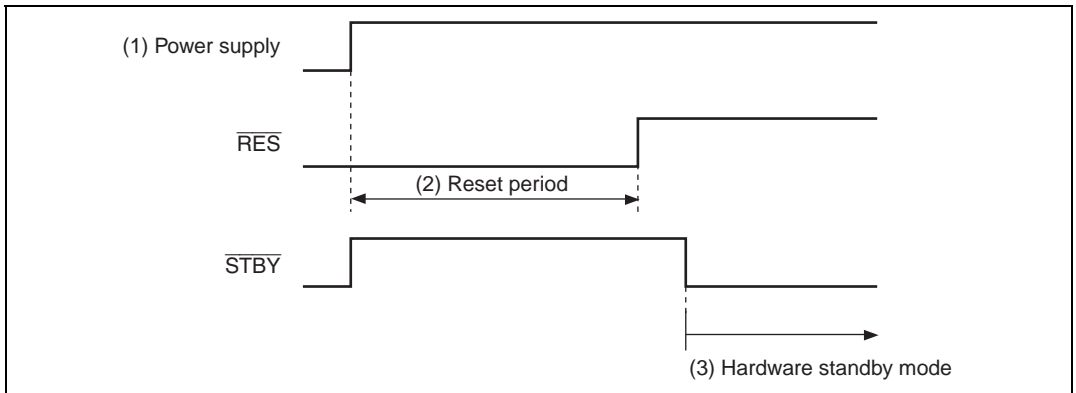 (1) Power supply
RES
(2) Reset period
STBY
(3) Hardware standby mode